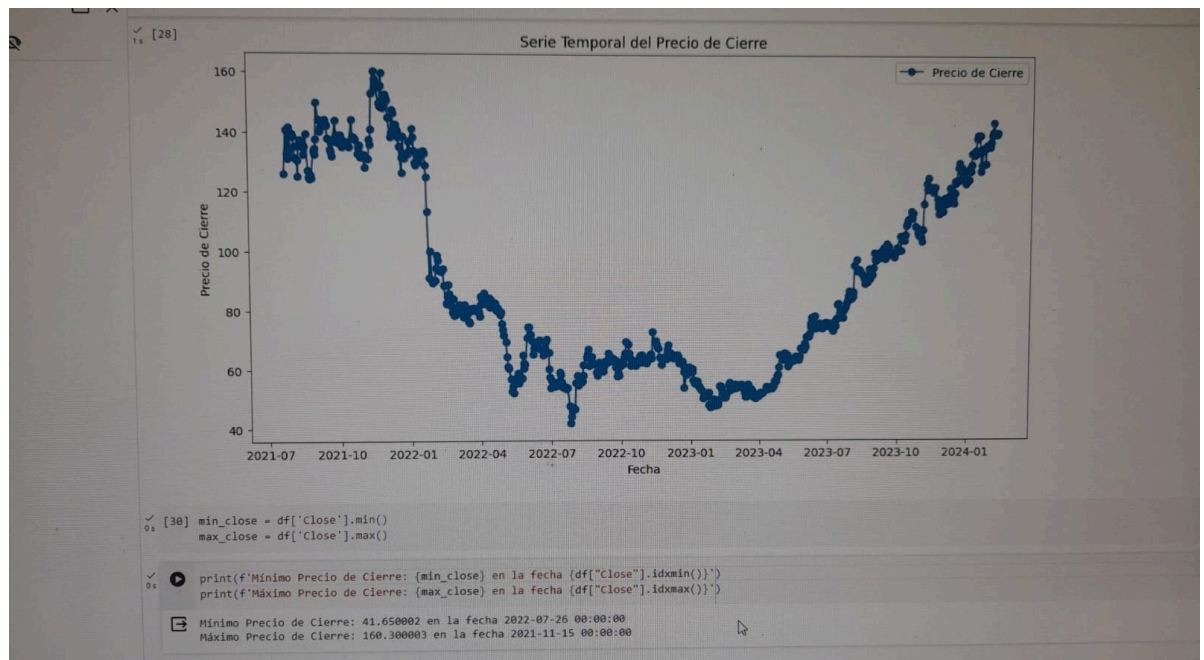 [28]
1s
Serie Temporal del Precio de Cierre
Precio de Cierre
160
140
120
100
80
60
40
Precio de Cierre
2021-07 2021-10 2022-01 2022-04 2022-07 2022-10 2023-01 2023-04 2023-07 2023-10 2024-01
Fecha
0s [30] min_close = df['Close'].min()
max_close = df['Close'].max()
0s print(f'Mínimo Precio de Cierre: {min_close} en la fecha {df["Close"].idxmin()}')
print(f'Máximo Precio de Cierre: {max_close} en la fecha {df["Close"].idxmax()}')
Mínimo Precio de Cierre: 41.650002 en la fecha 2022-07-26 00:00:00
Máximo Precio de Cierre: 160.300003 en la fecha 2021-11-15 00:00:00